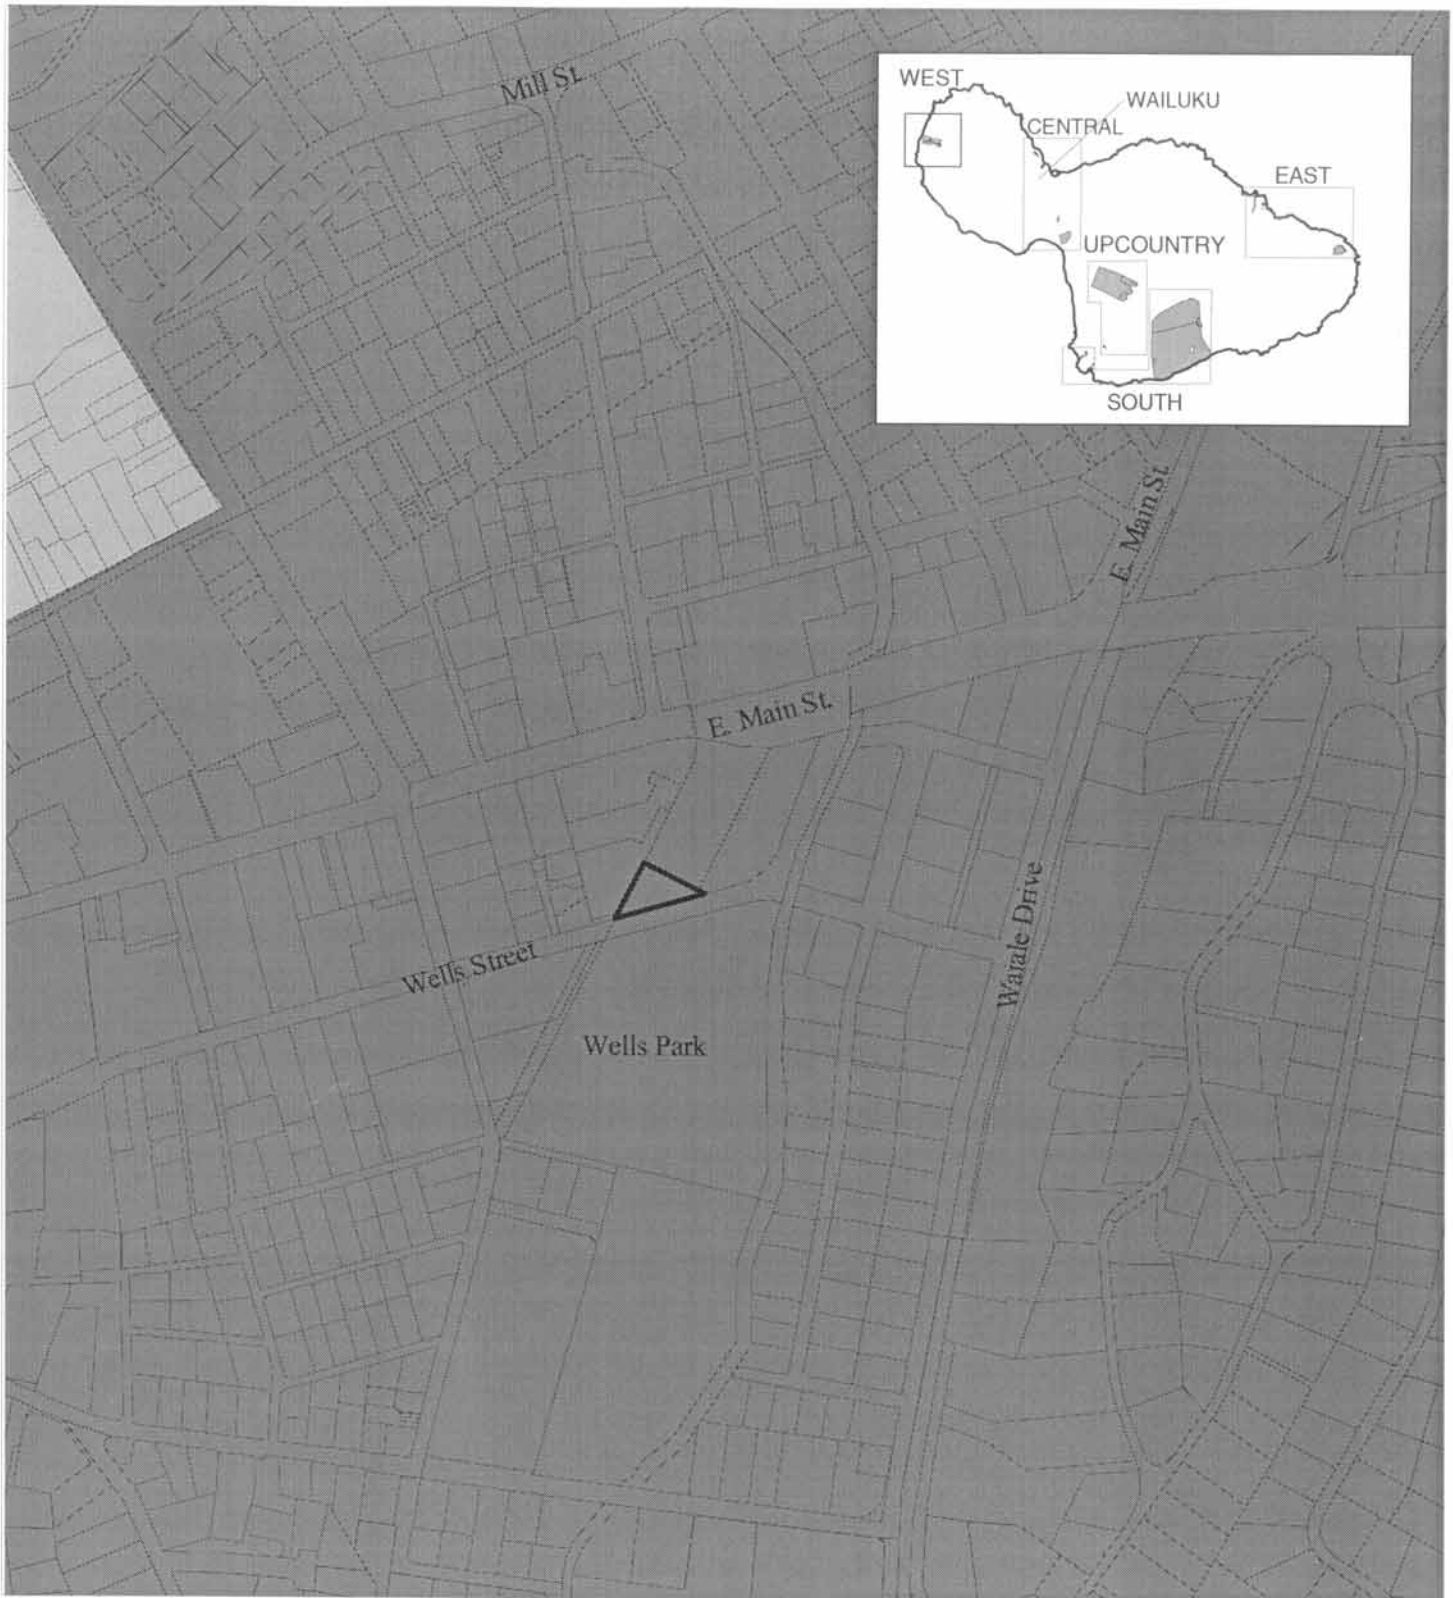 Mill St.
WEST
WAILUKU
CENTRAL
EAST
UPCOUNTRY
SOUTH
E. Main St.
E. Main St.
Waiale Drive
Wells Street
Wells Park